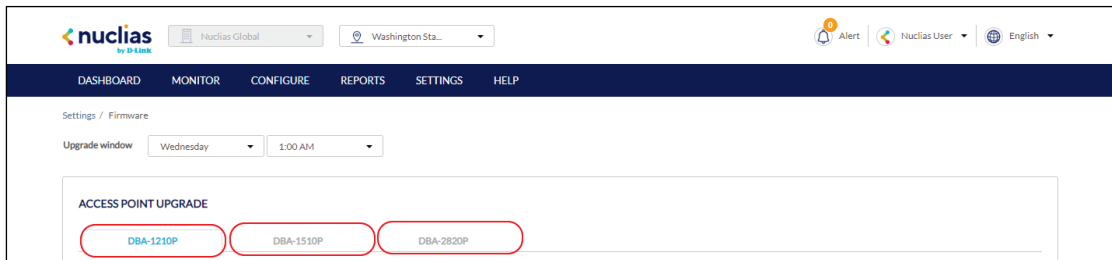 nuclias
by D-Link
Nuclias Global
Washington Sta...
0
Alert
Nuclias User
English
DASHBOARD MONITOR CONFIGURE REPORTS SETTINGS HELP
Settings / Firmware
Upgrade window Wednesday 1:00 AM
ACCESS POINT UPGRADE
DBA-1210P DBA-1510P DBA-2820P